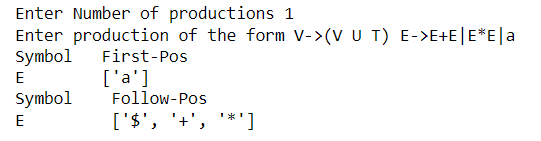 Enter Number of productions 1
Enter production of the form V->(V U T) E->E+E|E*E|a
Symbol First-Pos
E ['a']
Symbol Follow-Pos
E ['$', '+', '*']